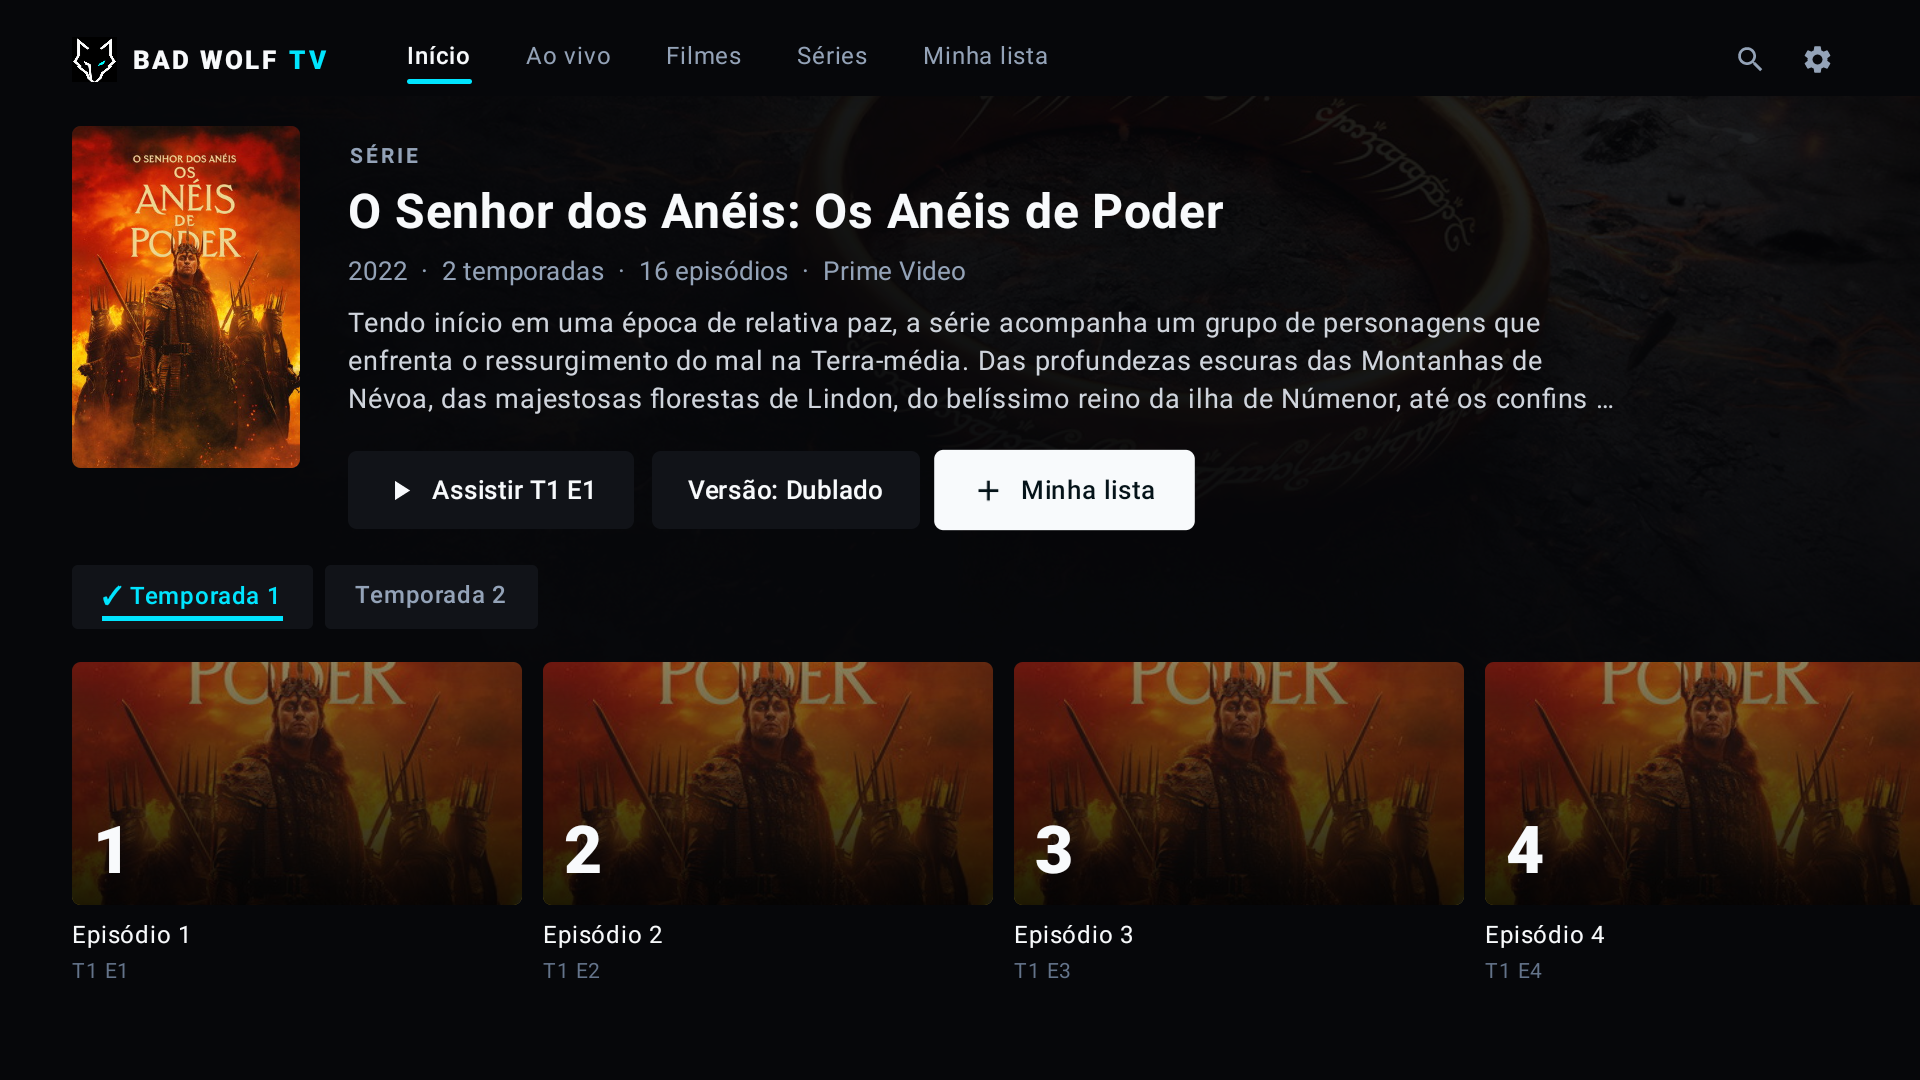 BAD WOLF TV
Início
Ao vivo
Filmes
Séries
Minha lista
O SENHOR DOS ANÉIS
OS
ANÉIS
DE
PODER
SÉRIE
O Senhor dos Anéis: Os Anéis de Poder
2022 · 2 temporadas · 16 episódios · Prime Video
Tendo início em uma época de relativa paz, a série acompanha um grupo de personagens que
enfrenta o ressurgimento do mal na Terra-média. Das profundezas escuras das Montanhas de
Névoa, das majestosas florestas de Lindon, do belíssimo reino da ilha de Númenor, até os confins ...
Assistir T1 E1
Versão: Dublado
Minha lista
✓ Temporada 1
Temporada 2
PODER
1
PODER
2
PODER
3
PODER
4
Episódio 1
T1 E1
Episódio 2
T1 E2
Episódio 3
T1 E3
Episódio 4
T1 E4